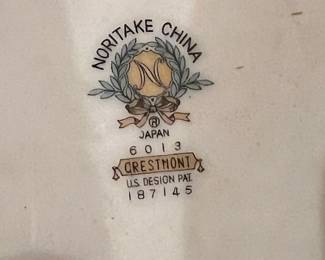 NORITAKE CHINA
N
®
JAPAN
6013
CRESTMONT
U.S. DESIGN PAT.
187145